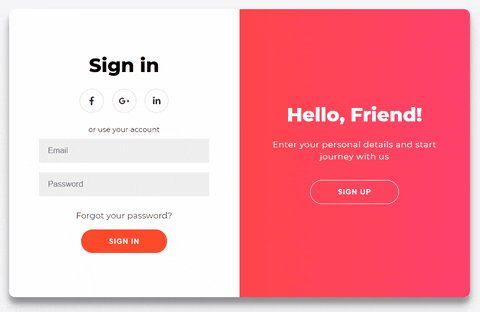 Sign in
f
G+
in
or use your account
Email
Password
Forgot your password?
SIGN IN
Hello, Friend!
Enter your personal details and start
journey with us
SIGN UP